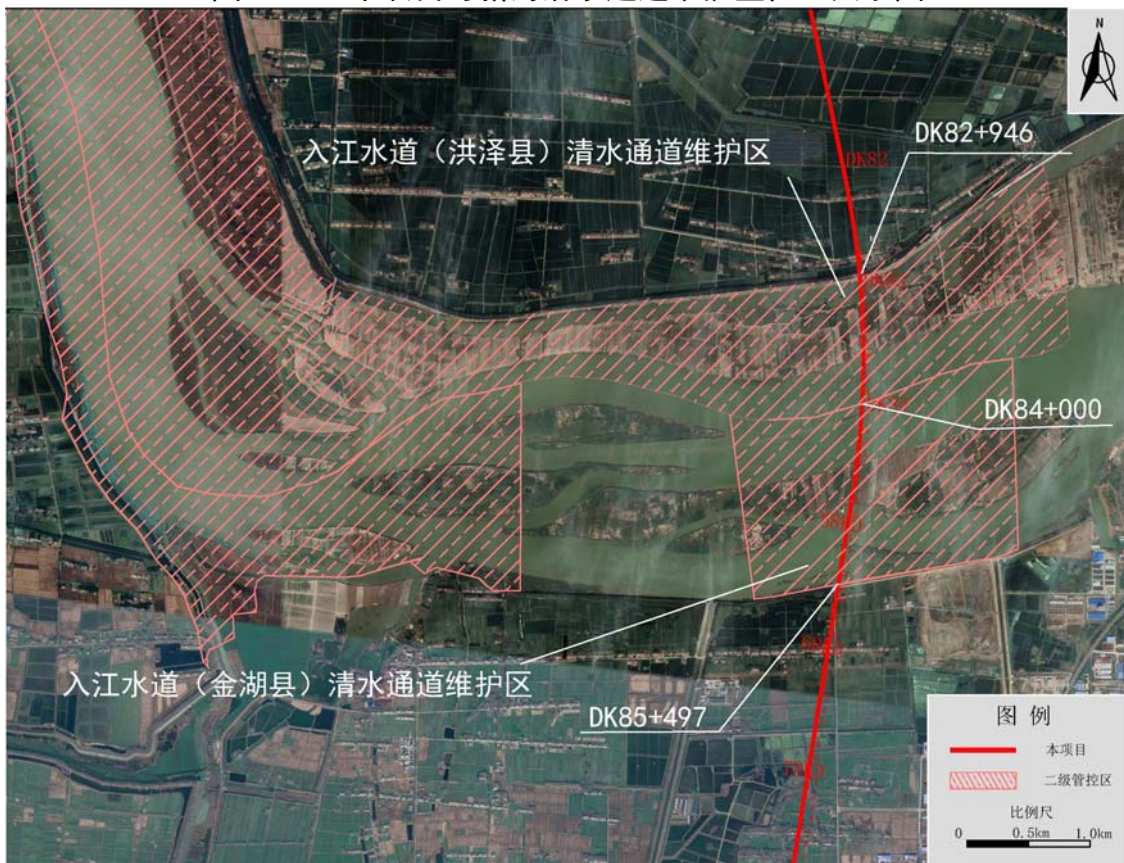 N
DK82+946
入江水道（洪泽县）清水通道维护区
DK82
DK84+000
入江水道（金湖县）清水通道维护区
DK85+497
图 例
本项目
二级管控区
比例尺
0 0.5km 1.0km